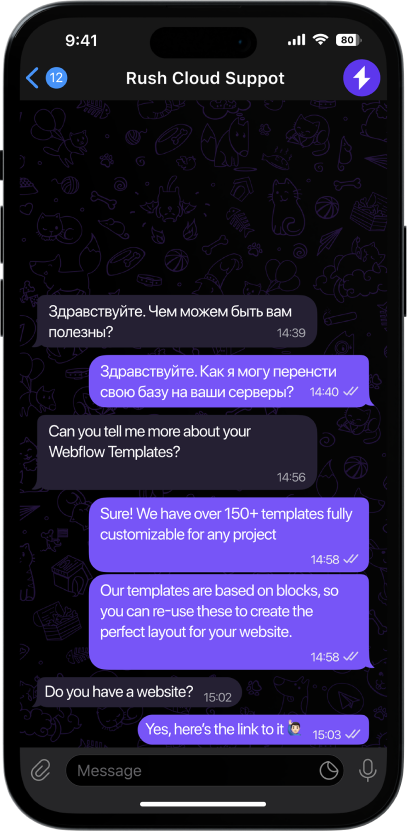 9:41
80
12
Rush Cloud Suppot
Здравствуйте. Чем можем быть вам
полезны?
14:39
Здравствуйте. Как я могу перенсти
свою базу на ваши серверы?
14:40
Can you tell me more about your
Webflow Templates?
14:56
Sure! We have over 150+ templates fully
customizable for any project
14:58
Our templates are based on blocks, so
you can re-use these to create the
perfect layout for your website.
14:58
Do you have a website?
15:02
Yes, here’s the link to it 🙋🏻‍♂️
15:03
Message